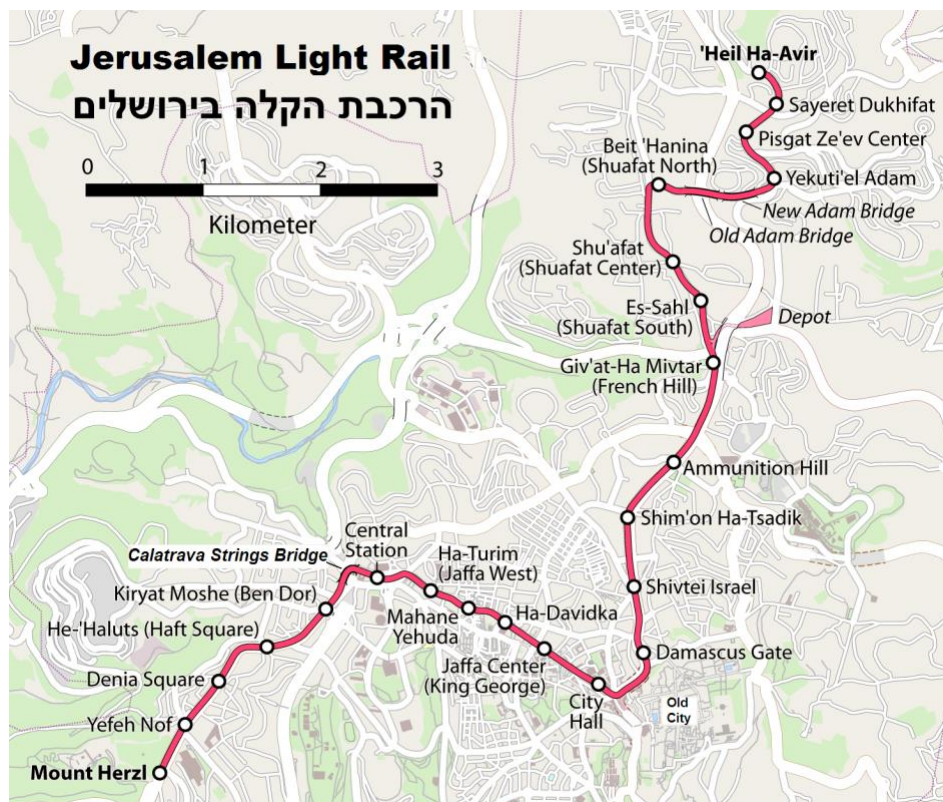 Jerusalem Light Rail
הרכבת הקלה בירושלים
0 1 2 3
Kilometer
'Heil Ha-Avir
Sayeret Dukhifat
Pisgat Ze'ev Center
Beit 'Hanina
(Shuafat North)
Yekuti'el Adam
New Adam Bridge
Old Adam Bridge
Shu'afat
(Shuafat Center)
Es-Sahl
(Shuafat South)
Depot
Giv'at-Ha Mivtar
(French Hill)
Ammunition Hill
Shim'on Ha-Tsadik
Central
Station
Calatrava Strings Bridge
Ha-Turim
(Jaffa West)
Shivtei Israel
Kiryat Moshe (Ben Dor)
Mahane
Yehuda
Ha-Davidka
He-'Haluts (Haft Square)
Damascus Gate
Jaffa Center
(King George)
Denia Square
City
Hall
Old
City
Yefeh Nof
Mount Herzl